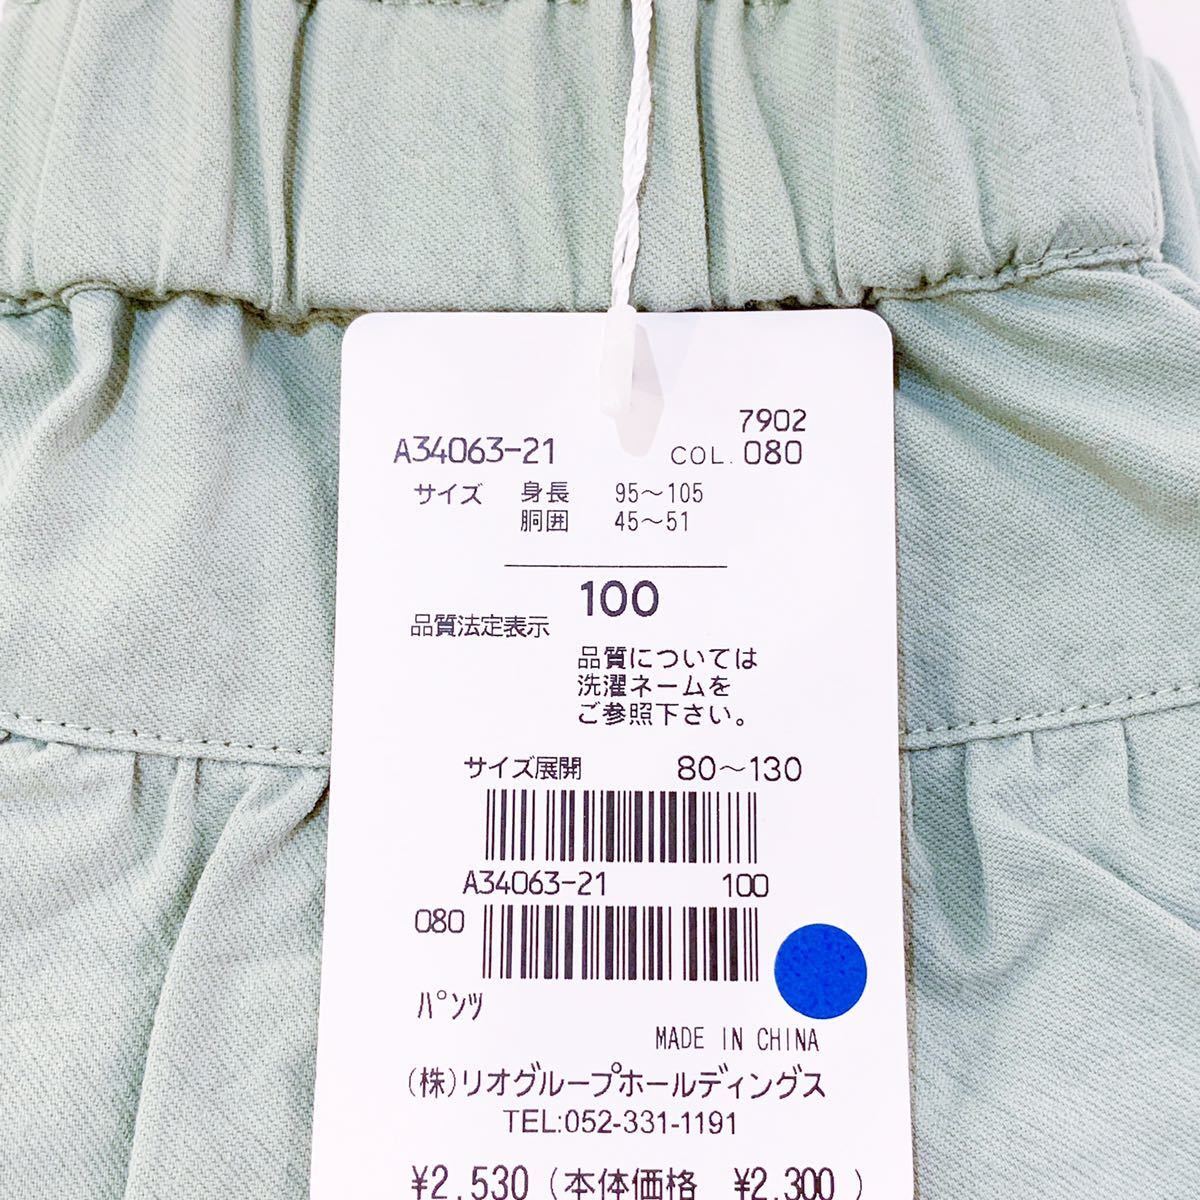 7902
A34063-21 COL. 080
サイズ 身長 95〜105
胴囲 45〜51
100
品質法定表示
品質については
洗濯ネームを
ご参照下さい。
サイズ展開 80〜130
A34063-21 100
080
パンツ
MADE IN CHINA
(株)リオグループホールディングス
TEL:052-331-1191
¥2,530(本体価格 ¥2,300)